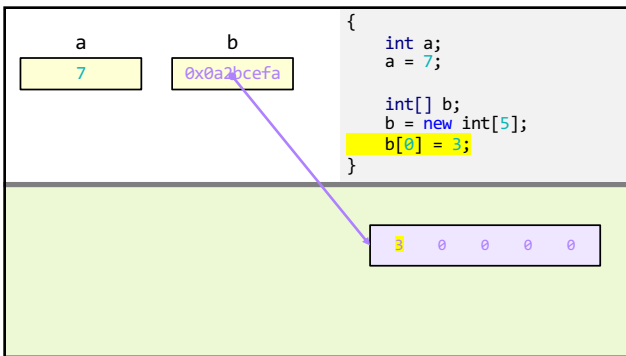 a
b
7
0x0a2bcefa
{
int a;
a = 7;
int[] b;
b = new int[5];
b[0] = 3;
}
3 0 0 0 0